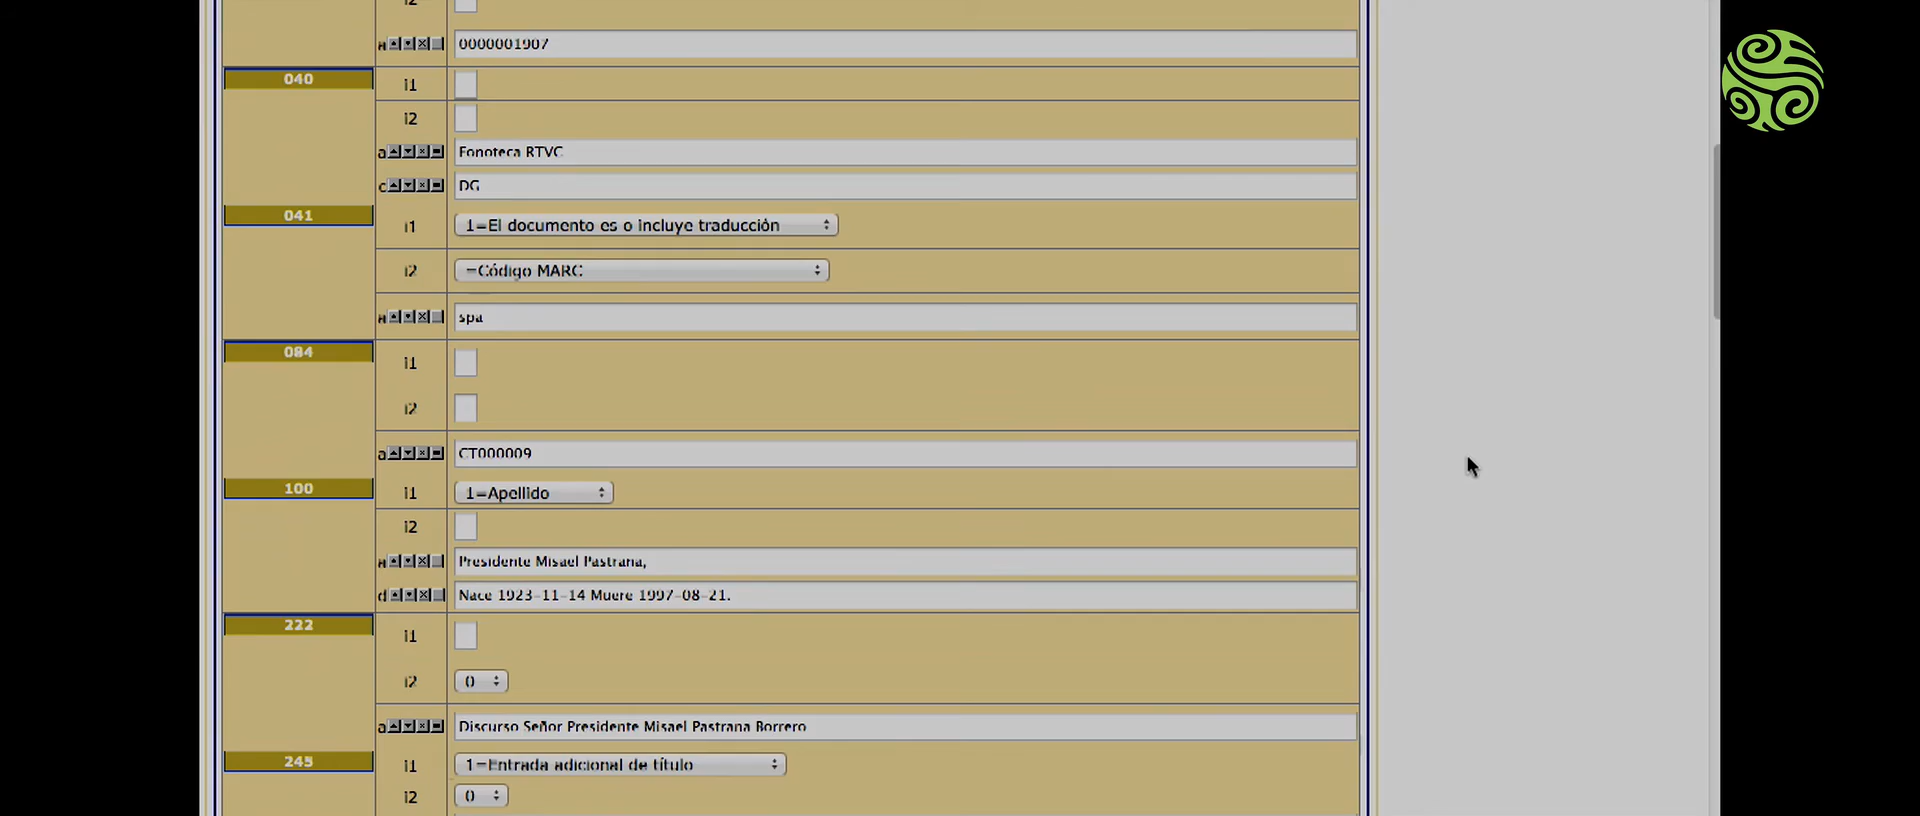 i2
a 0000001907
040 i1
i2
a Fonoteca RTVC
c DG
041 i1 1=El documento es o incluye traducción
i2 =Código MARC
a spa
084 i1
i2
a CT000009
100 i1 1=Apellido
i2
a Presidente Misael Pastrana,
d Nace 1923-11-14 Muere 1997-08-21.
222 i1
i2 0
a Discurso Señor Presidente Misael Pastrana Borrero
245 i1 1=Entrada adicional de título
i2 0